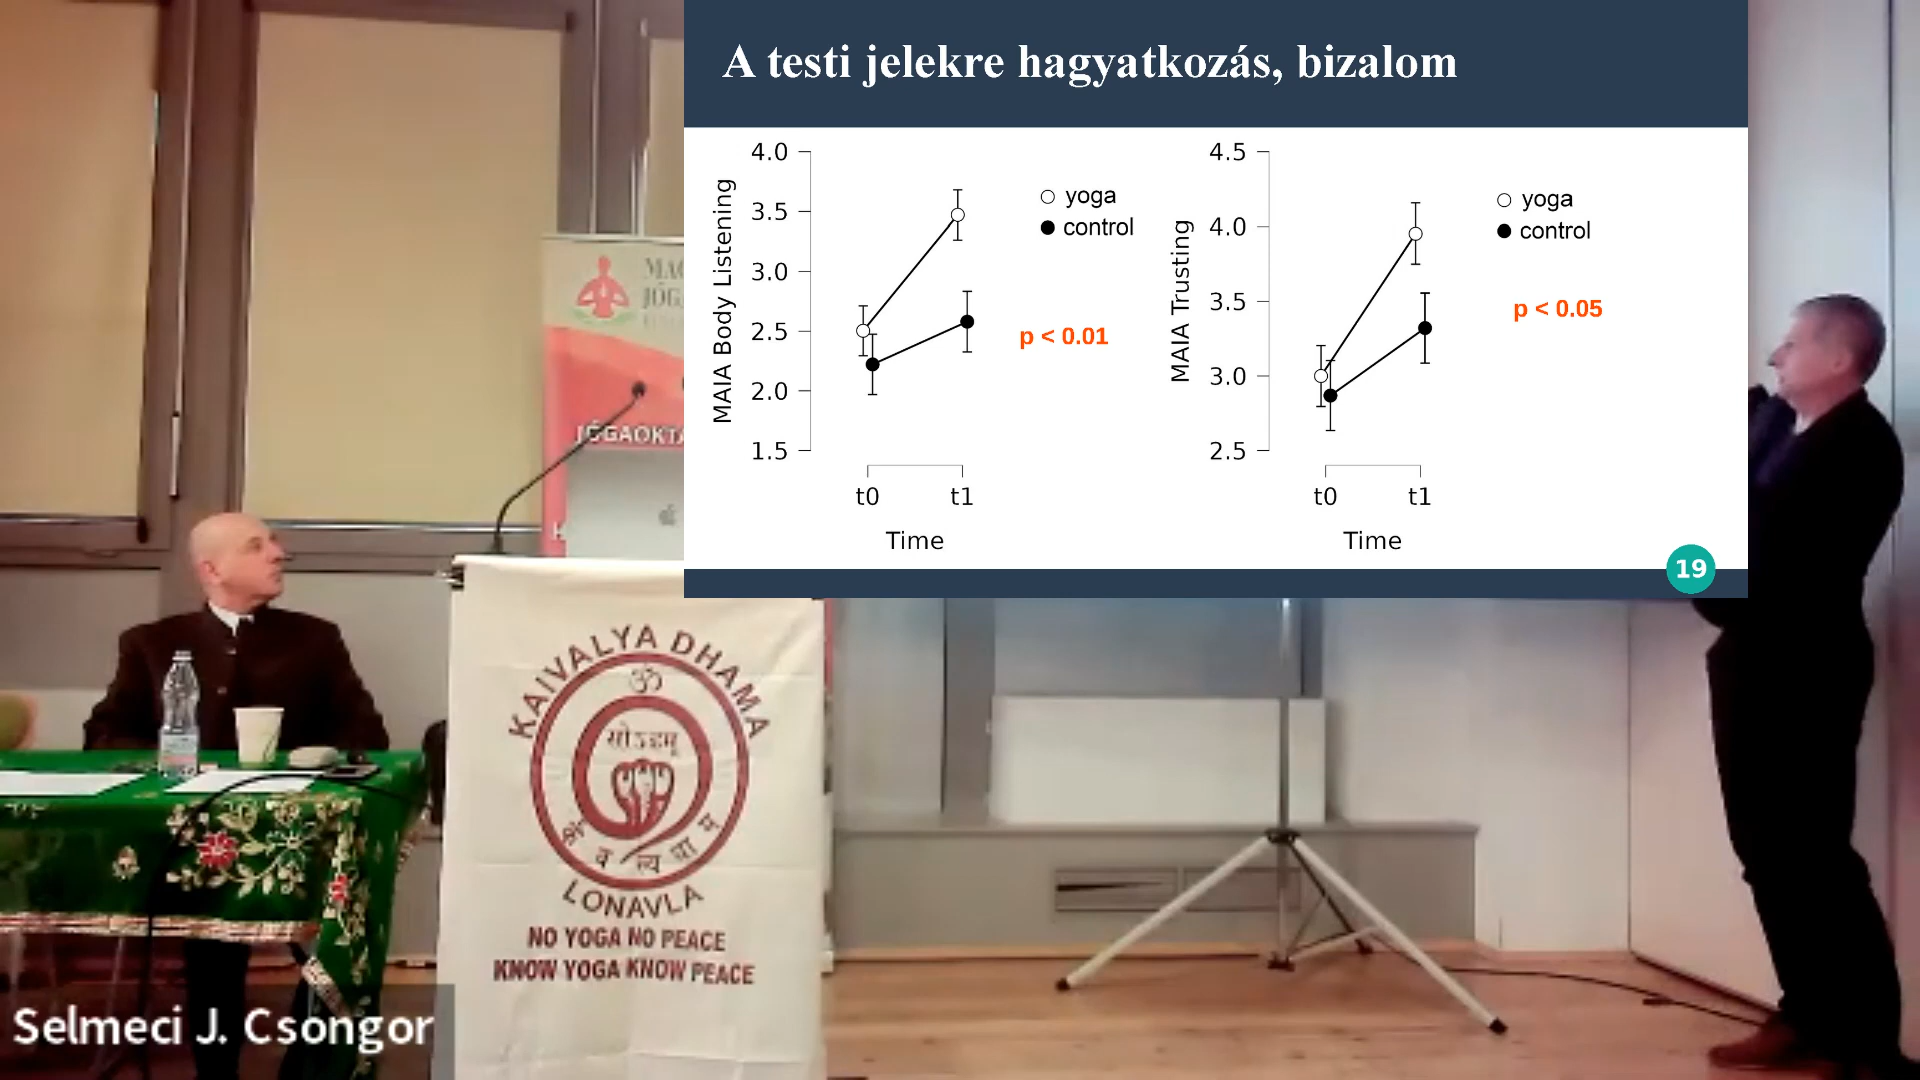 A testi jelekre hagyatkozás, bizalom
4.0
3.5
3.0
2.5
2.0
1.5
MAIA Body Listening
yoga
control
p < 0.01
t0 t1
Time
4.5
4.0
3.5
3.0
2.5
MAIA Trusting
yoga
control
p < 0.05
t0 t1
Time
19
KAIVALYA DHAMA
ॐ
LONAVLA
NO YOGA NO PEACE
KNOW YOGA KNOW PEACE
Selmeci J. Csongor